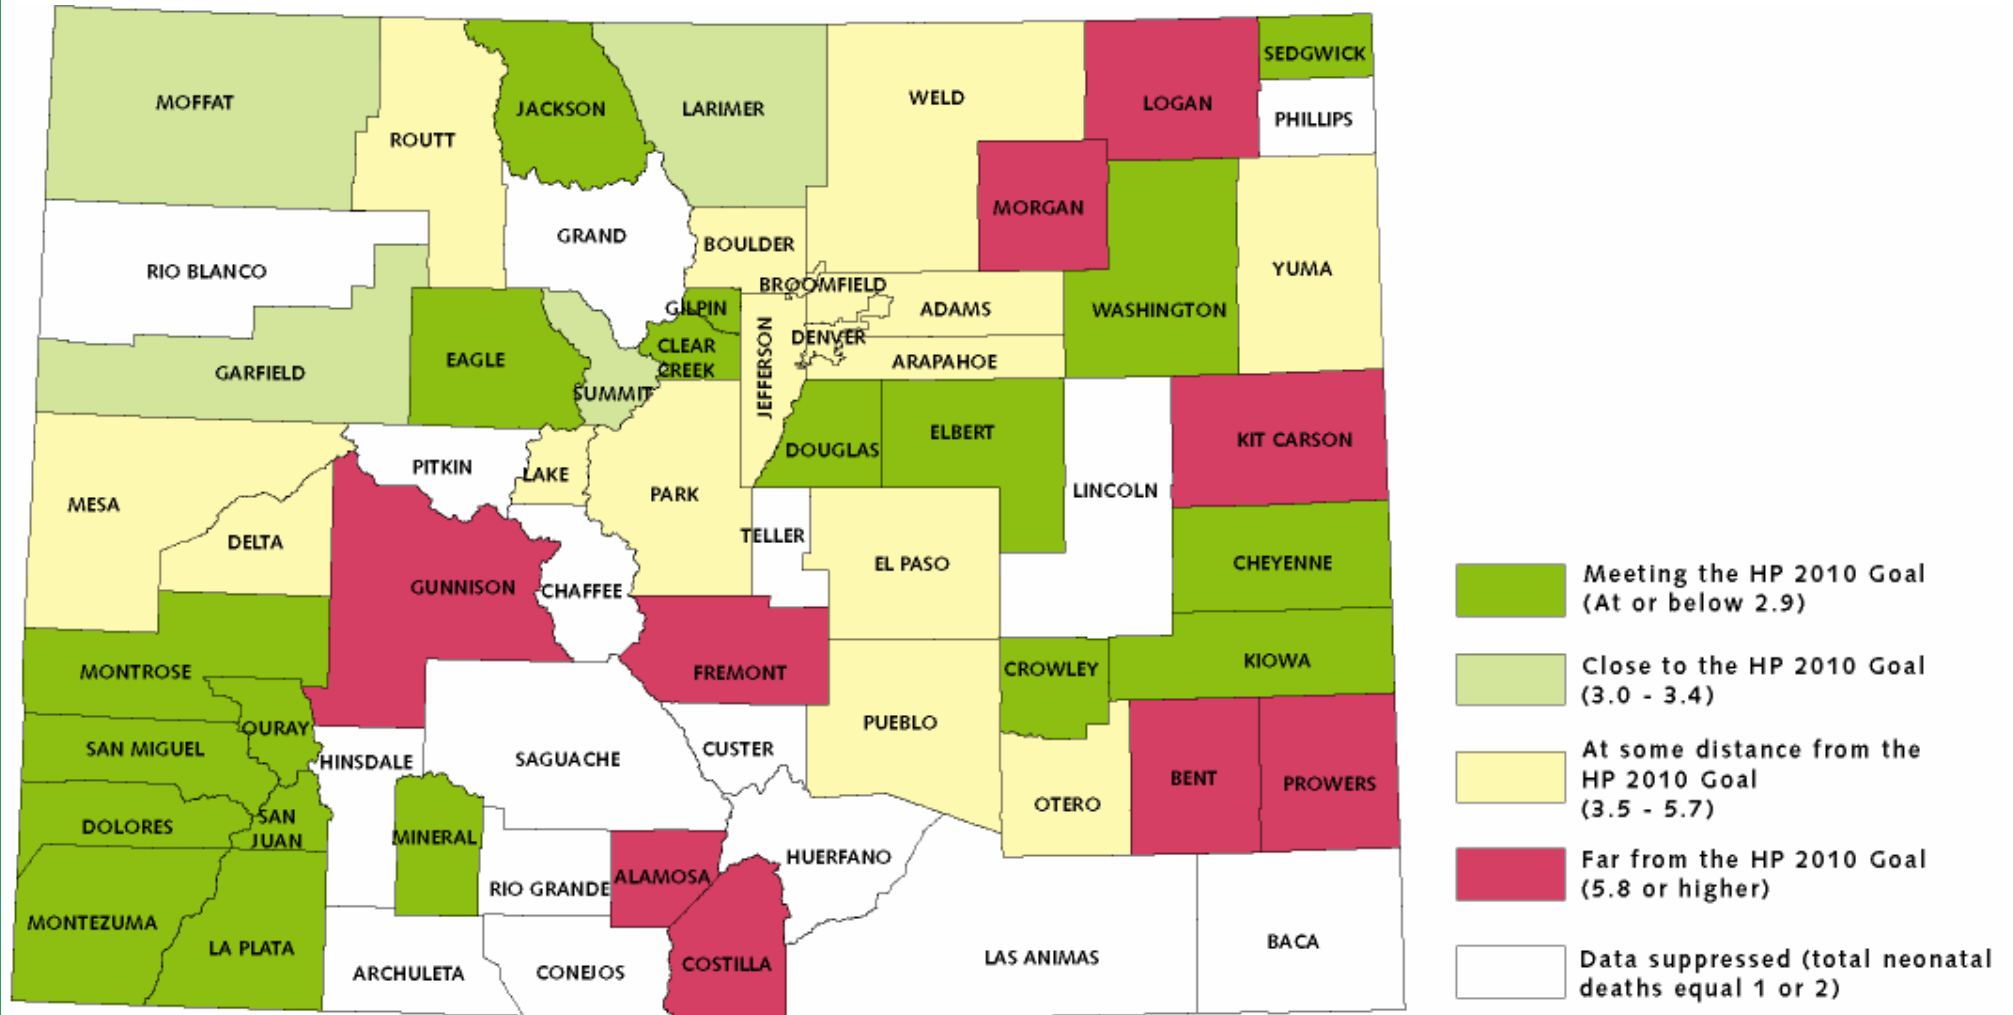 MOFFAT
ROUTT
JACKSON
LARIMER
WELD
LOGAN
SEDGWICK
PHILLIPS
MORGAN
GRAND
BOULDER
RIO BLANCO
BROOMFIELD
GILPIN
ADAMS
WASHINGTON
YUMA
DENVER
CLEAR
CREEK
JEFFERSON
ARAPAHOE
EAGLE
GARFIELD
SUMMIT
DOUGLAS
ELBERT
KIT CARSON
PITKIN
LAKE
PARK
LINCOLN
MESA
DELTA
TELLER
EL PASO
CHEYENNE
GUNNISON
CHAFFEE
MONTROSE
FREMONT
CROWLEY
KIOWA
OURAY
SAN MIGUEL
HINSDALE
SAGUACHE
CUSTER
PUEBLO
BENT
PROWERS
OTERO
DOLORES
SAN
JUAN
MINERAL
RIO GRANDE
ALAMOSA
HUERFANO
MONTEZUMA
LA PLATA
ARCHULETA
CONEJOS
COSTILLA
LAS ANIMAS
BACA
Meeting the HP 2010 Goal
(At or below 2.9)
Close to the HP 2010 Goal
(3.0 - 3.4)
At some distance from the
HP 2010 Goal
(3.5 - 5.7)
Far from the HP 2010 Goal
(5.8 or higher)
Data suppressed (total neonatal
deaths equal 1 or 2)